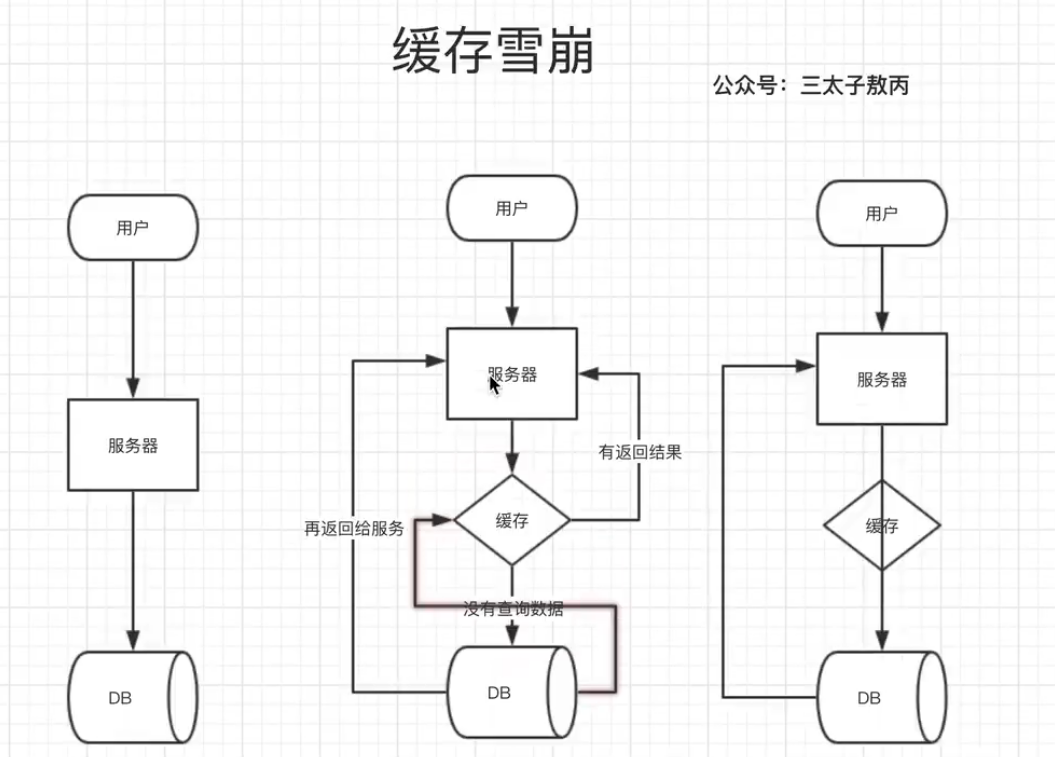 缓存雪崩
公众号：三太子敖丙
用户
服务器
DB
用户
服务器
有返回结果
缓存
再返回给服务
没有查询数据
DB
用户
服务器
缓存
DB